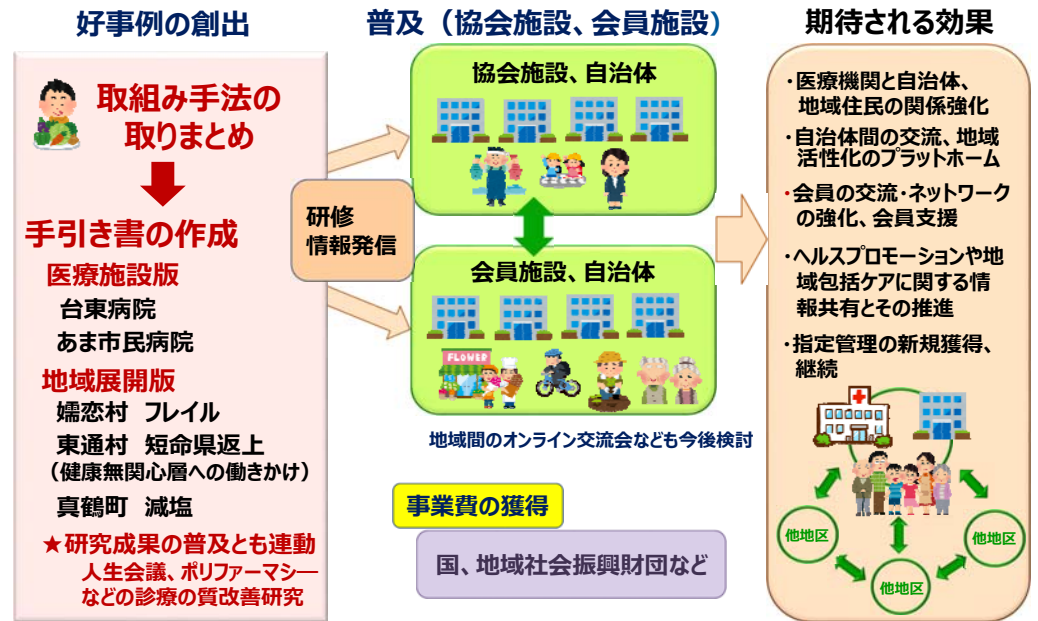 好事例の創出
取組み手法の
取りまとめ
手引き書の作成
医療施設版
台東病院
あま市民病院
地域展開版
嬬恋村 フレイル
東通村 短命県返上
（健康無関心層への働きかけ）
真鶴町 減塩
★研究成果の普及とも連動
人生会議、ポリファーマシー
などの診療の質改善研究
研修
情報発信
普及（協会施設、会員施設）
協会施設、自治体
会員施設、自治体
FLOWER
地域間のオンライン交流会なども今後検討
事業費の獲得
国、地域社会振興財団など
期待される効果
・医療機関と自治体、
地域住民の関係強化
・自治体間の交流、地域
活性化のプラットホーム
・会員の交流・ネットワーク
の強化、会員支援
・ヘルスプロモーションや地
域包括ケアに関する情
報共有とその推進
・指定管理の新規獲得、
継続
他地区
他地区
他地区